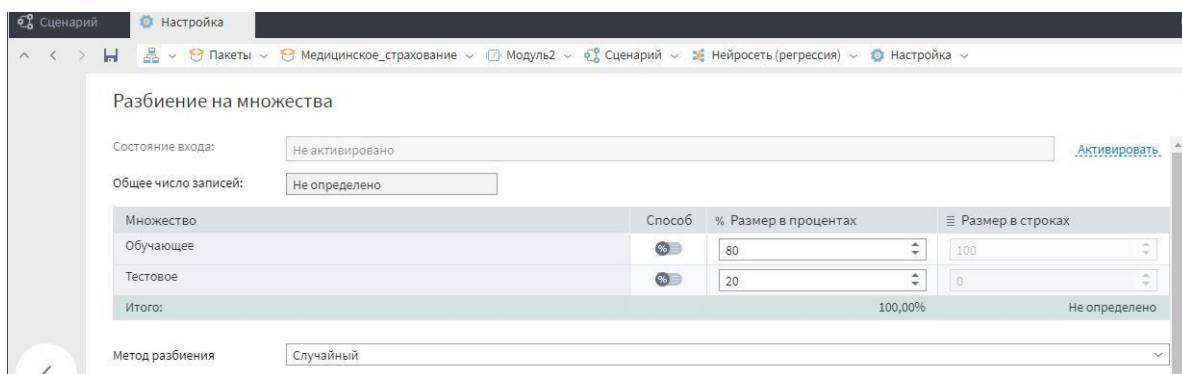 Сценарий Настройка
Пакеты Медицинское_страхование Модуль2 Сценарий Нейросеть (регрессия) Настройка
Разбиение на множества
Состояние входа: Не активировано Активировать
Общее число записей: Не определено
Множество Способ % Размер в процентах Размер в строках
Обучающее % 80 100
Тестовое % 20 0
Итого: 100,00% Не определено
Метод разбиения Случайный